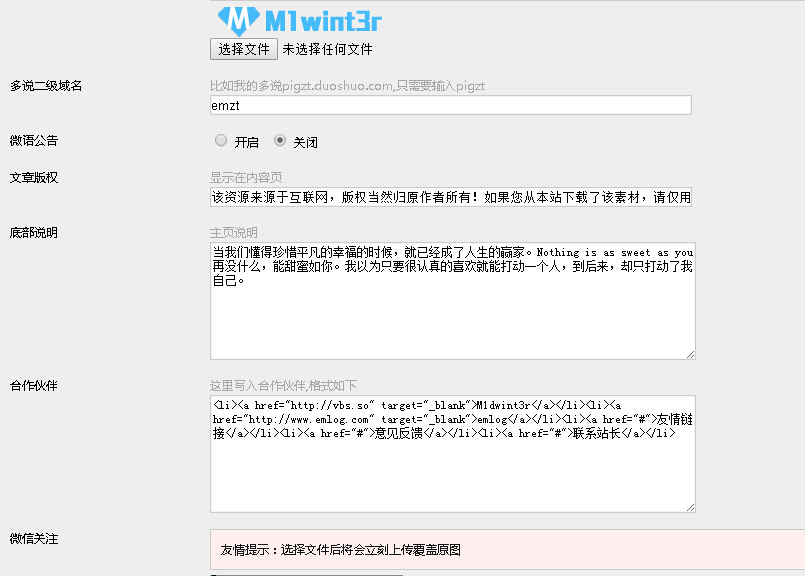 M1wint3r
选择文件 未选择任何文件
多说二级域名
比如我的多说pigzt.duoshuo.com,只需要输入pigzt
emzt
微语公告
开启 关闭
文章版权
显示在内容页
该资源来源于互联网，版权当然归原作者所有！如果您从本站下载了该素材，请仅用
底部说明
主页说明
当我们懂得珍惜平凡的幸福的时候，就已经成了人生的赢家。Nothing is as sweet as you
再没什么，能甜蜜如你。我以为只要很认真的喜欢就能打动一个人，到后来，却只打动了我
自己。
合作伙伴
这里写入合作伙伴,格式如下
<li><a href="http://vbs.so" target="_blank">M1dwint3r</a></li><li><a
href="http://www.emlog.com" target="_blank">emlog</a></li><li><a href="#">友情链
接</a></li><li><a href="#">意见反馈</a></li><li><a href="#">联系站长</a></li>
微信关注
友情提示：选择文件后将会立刻上传覆盖原图